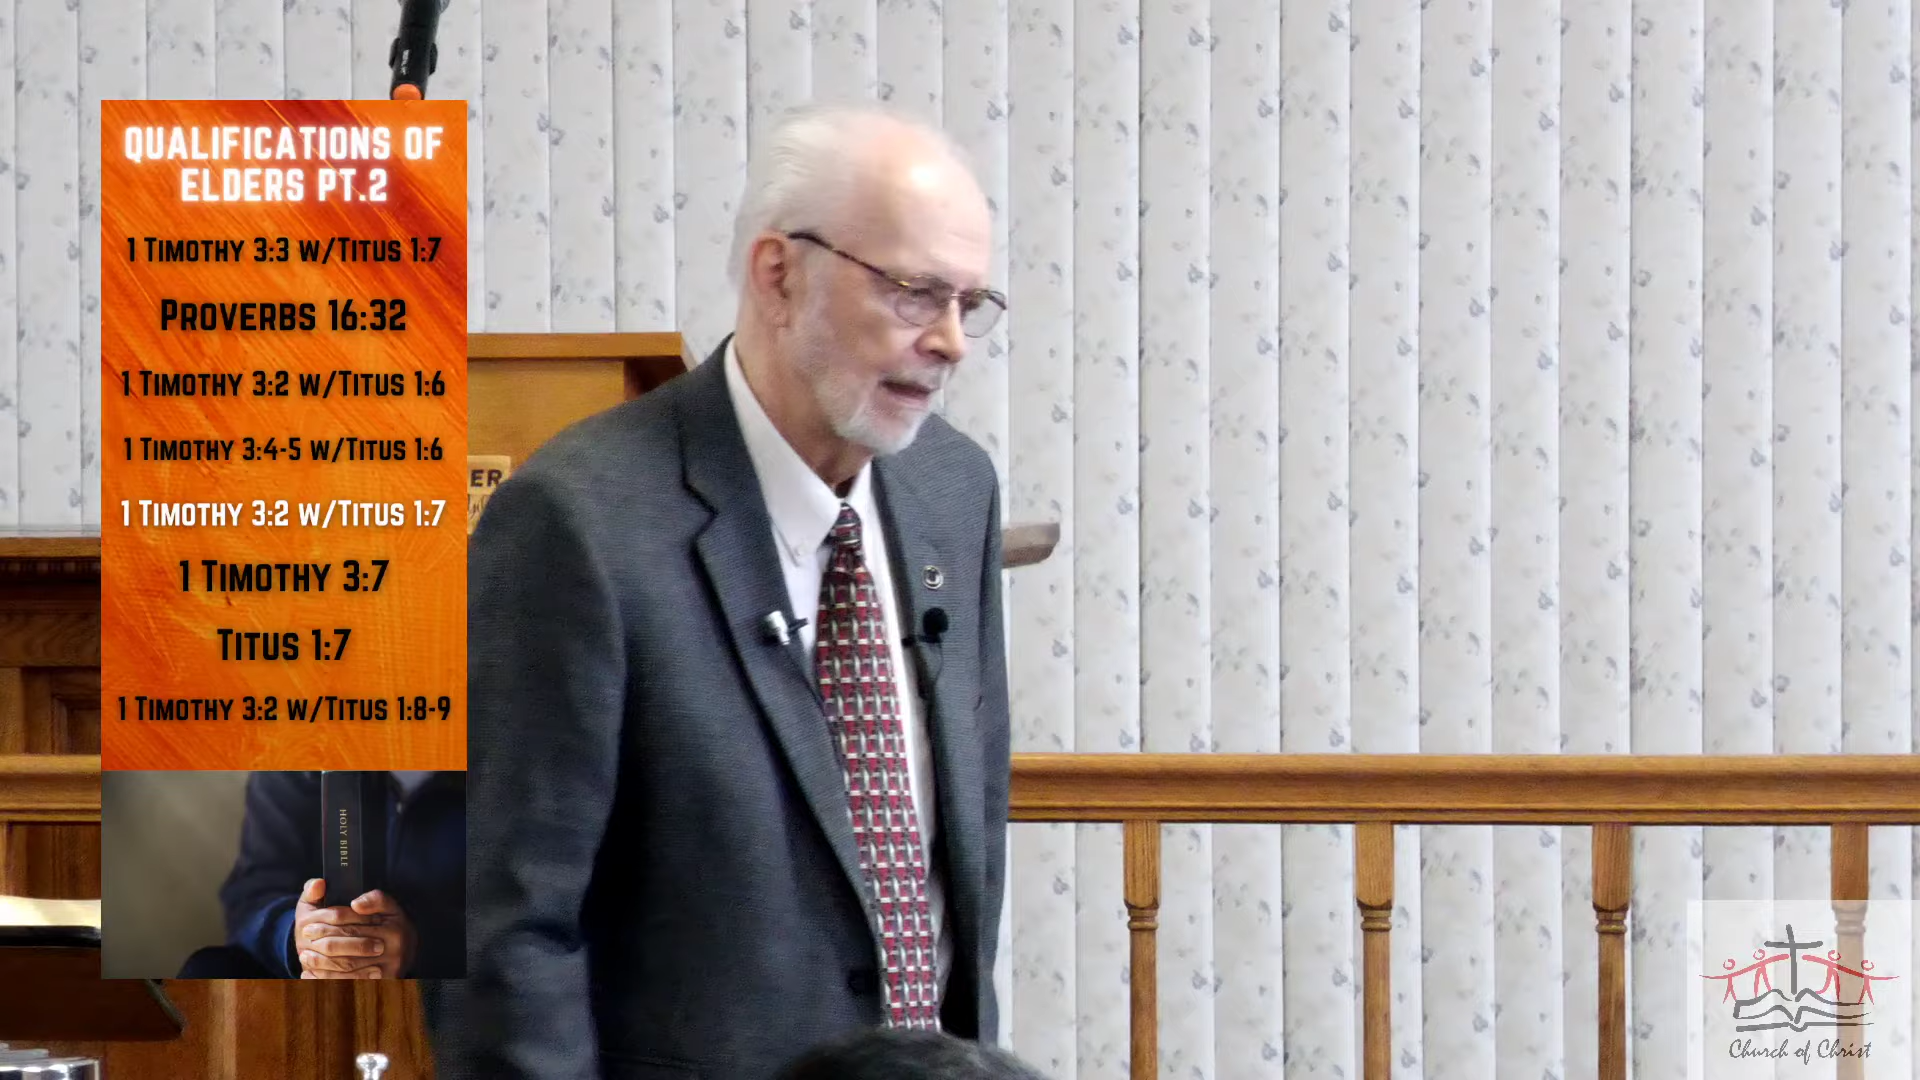 QUALIFICATIONS OF
ELDERS PT.2
1 TIMOTHY 3:3 W/TITUS 1:7
PROVERBS 16:32
1 TIMOTHY 3:2 W/TITUS 1:6
1 TIMOTHY 3:4-5 W/TITUS 1:6
1 TIMOTHY 3:2 W/TITUS 1:7
1 TIMOTHY 3:7
TITUS 1:7
1 TIMOTHY 3:2 W/TITUS 1:8-9
HOLY BIBLE
ER
Church of Christ